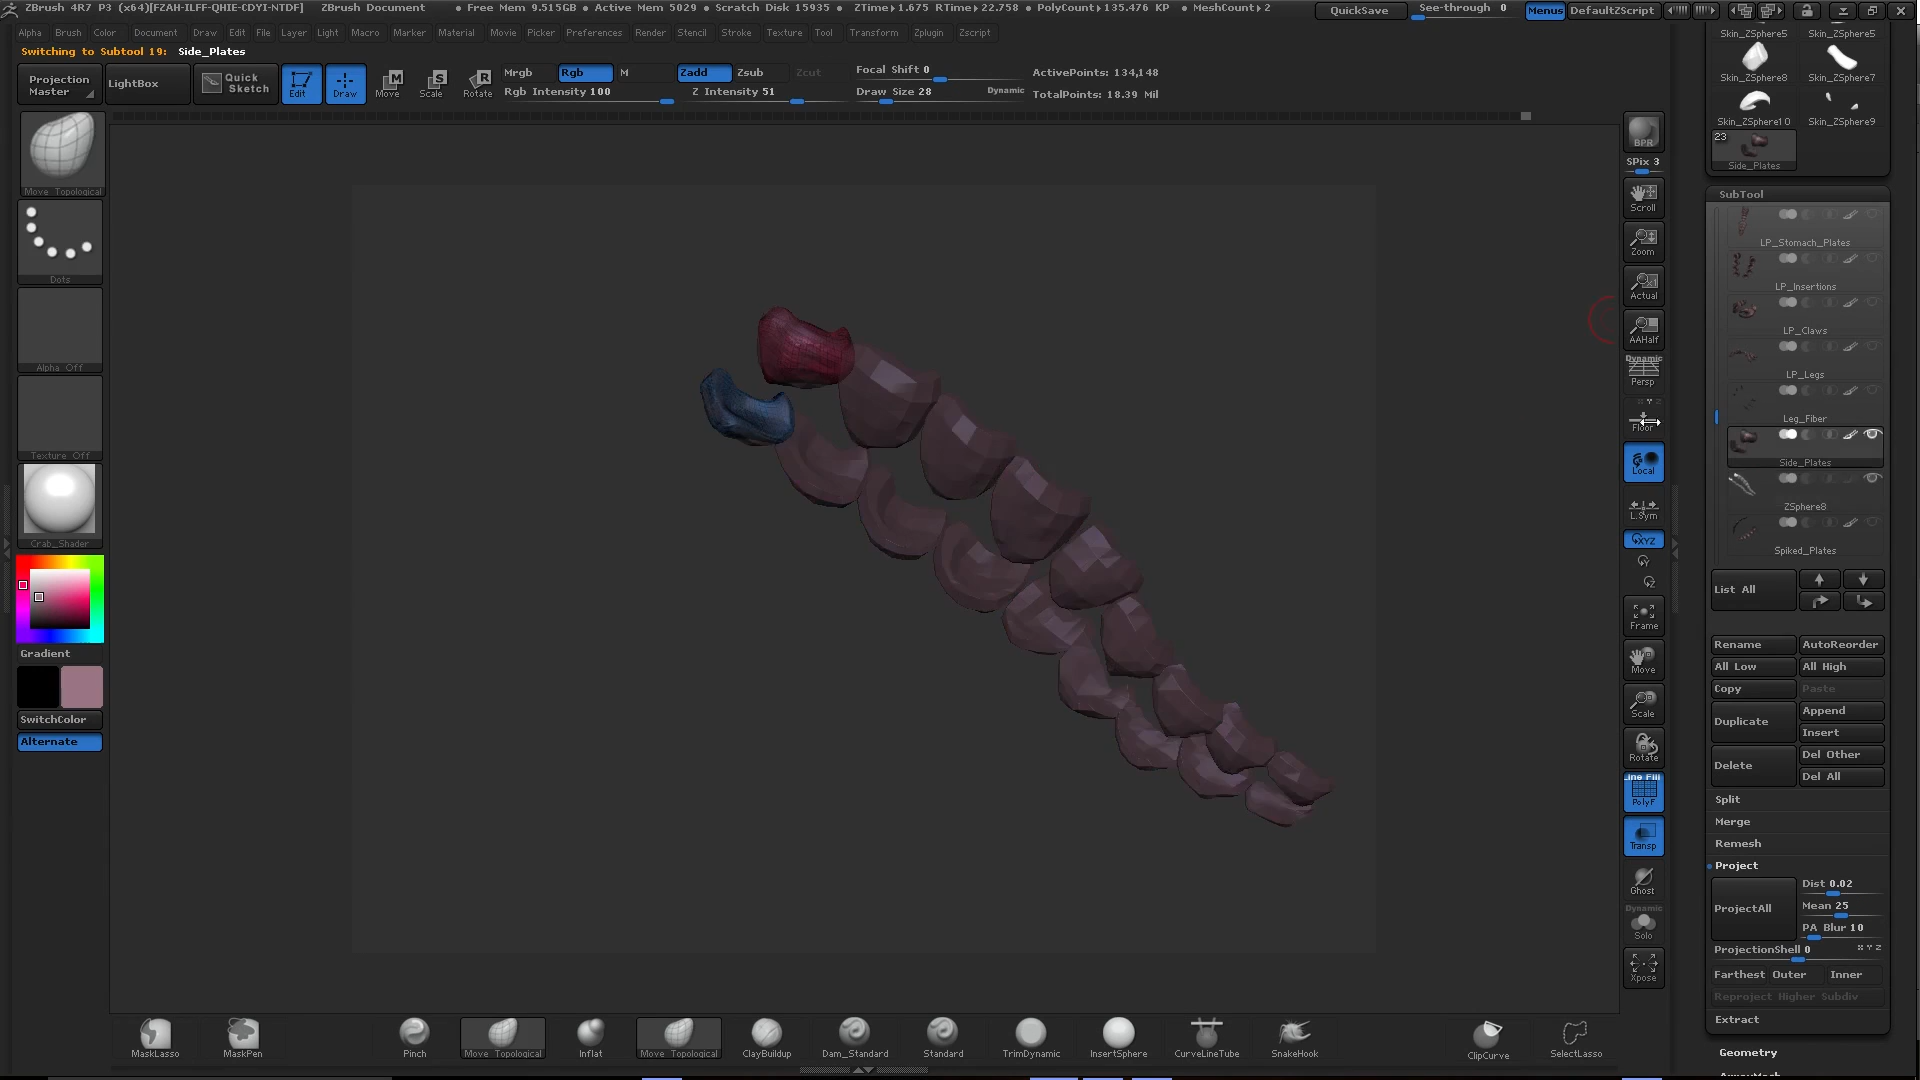 ZBrush 4R7 P3 (x64)[FZAH-ILFF-QHIE-CDYI-NTDF] ZBrush Document • Free Mem 9.515GB • Active Mem 5029 • Scratch Disk 15935 • ZTime▸1.675 RTime▸22.758 • PolyCount▸135.476 KP • MeshCount▸2 QuickSave See-through 0 Menus DefaultZScript
Alpha Brush Color Document Draw Edit File Layer Light Macro Marker Material Movie Picker Preferences Render Stencil Stroke Texture Tool Transform Zplugin Zscript
Switching to Subtool 19: Side_Plates
Projection Master
LightBox
Quick Sketch
Edit
Draw
Move
Scale
Rotate
Mrgb Rgb M
Rgb Intensity 100
Zadd Zsub Zcut
Z Intensity 51
Focal Shift 0
Draw Size 28 Dynamic
ActivePoints: 134,148
TotalPoints: 18.39 Mil
Move Topological
Dots
Alpha Off
Texture Off
Crab_Shader
Gradient
SwitchColor
Alternate
BPR
SPix 3
Scroll
Zoom
Actual
AAHalf
Dynamic
Persp
X Y Z
Floor
Local
L.Sym
XYZ
Y
Z
Frame
Move
Scale
Rotate
Line Fill
PolyF
Transp
Ghost
Dynamic
Solo
Xpose
Skin_ZSphere5 Skin_ZSphere5
Skin_ZSphere8 Skin_ZSphere7
Skin_ZSphere10 Skin_ZSphere9
23
Side_Plates
SubTool
LP_Stomach_Plates
LP_Insertions
LP_Claws
LP_Legs
Leg_Fiber
Side_Plates
ZSphere8
Spiked_Plates
List All
Rename AutoReorder
All Low All High
Copy Paste
Duplicate Append
Insert
Delete Del Other
Del All
Split
Merge
Remesh
Project
ProjectAll Dist 0.02
Mean 25
PA Blur 10
ProjectionShell 0 X Y Z
Farthest Outer Inner
Reproject Higher Subdiv
Extract
Geometry
MaskLasso MaskPen Pinch Move Topological Inflat Move Topological ClayBuildup Dam_Standard Standard TrimDynamic InsertSphere CurveLineTube SnakeHook ClipCurve SelectLasso